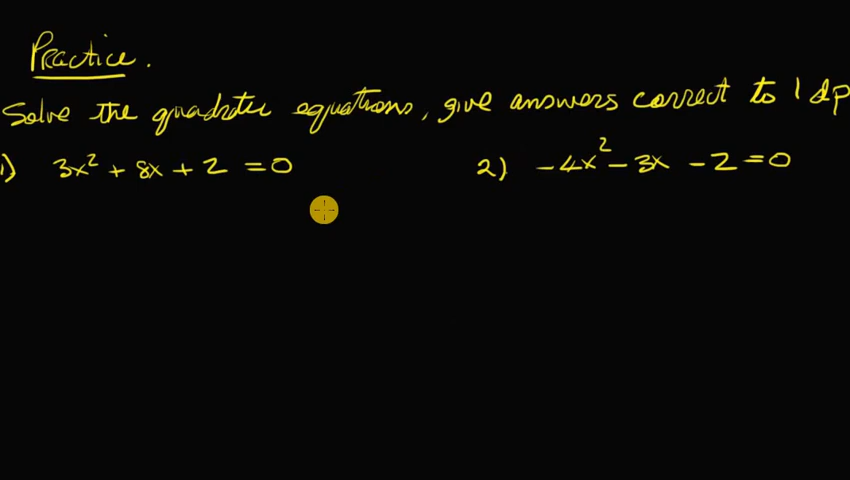 Practice.
Solve the quadratic equations, give answers correct to 1 dp
1) 3x² + 8x + 2 = 0 2) -4x² - 3x - 2 = 0